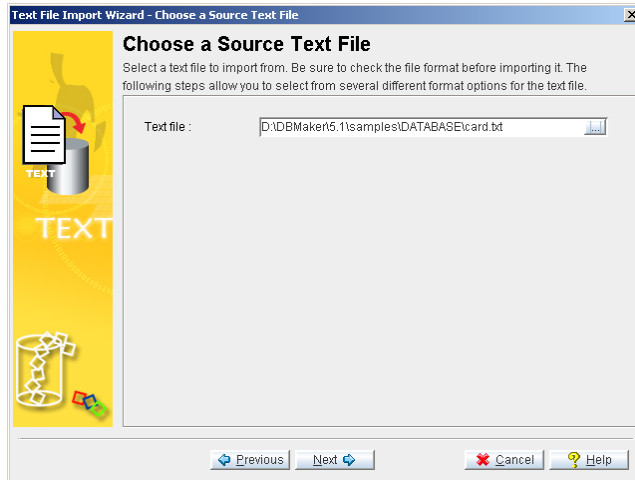 Text File Import Wizard - Choose a Source Text File
Choose a Source Text File
Select a text file to import from. Be sure to check the file format before importing it. The
following steps allow you to select from several different format options for the text file.
Text file :
D:\DBMaker\5.1\samples\DATABASE\card.txt
...
TEXT
TEXT
Previous
Next
Cancel
Help